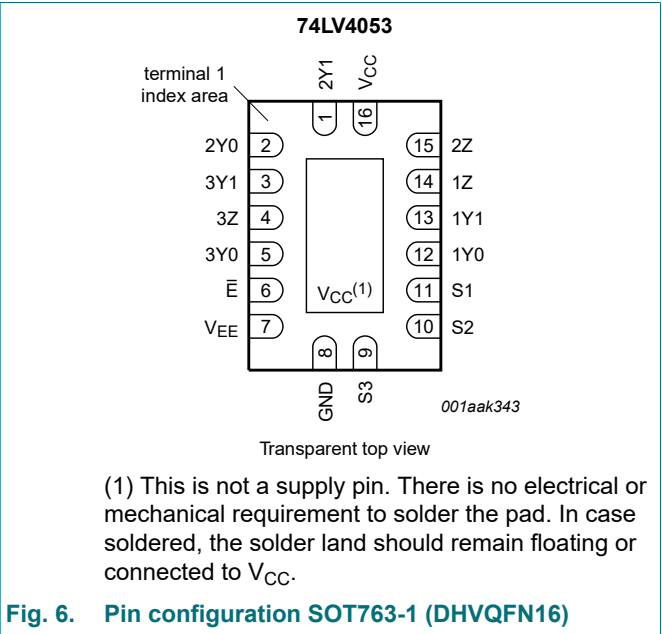 74LV4053
terminal 1
index area
2Y1
VCC
1
16
2Y0 2
15 2Z
3Y1 3
14 1Z
3Z 4
13 1Y1
3Y0 5
12 1Y0
E̅ 6
VCC(1)
11 S1
VEE 7
10 S2
8
9
GND
S3
001aak343
Transparent top view
(1) This is not a supply pin. There is no electrical or
mechanical requirement to solder the pad. In case
soldered, the solder land should remain floating or
connected to VCC.
Fig. 6. Pin configuration SOT763-1 (DHVQFN16)